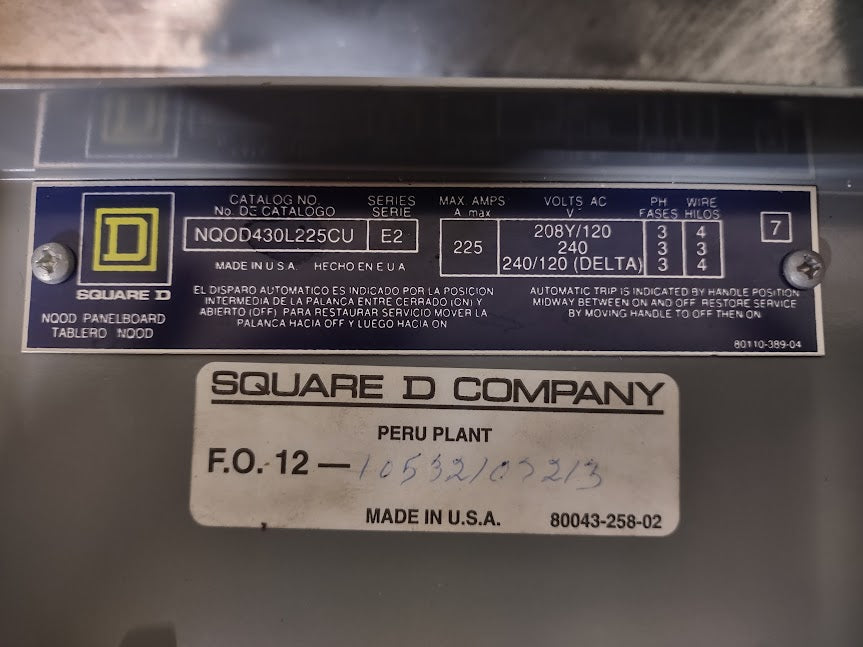 CATALOG NO.
No. DE CATALOGO
SERIES
SERIE
NQOD430L225CU
E2
MADE IN U.S.A. HECHO EN E U A
MAX. AMPS
A. max
225
VOLTS AC
V
208Y/120
240
240/120 (DELTA)
PH
FASES
3
3
3
WIRE
HILOS
4
3
4
7
SQUARE D
NQOD PANELBOARD
TABLERO NQOD
EL DISPARO AUTOMATICO ES INDICADO POR LA POSICION
INTERMEDIA DE LA PALANCA ENTRE CERRADO (ON) Y
ABIERTO (OFF) PARA RESTAURAR SERVICIO MOVER LA
PALANCA HACIA OFF Y LUEGO HACIA ON
AUTOMATIC TRIP IS INDICATED BY HANDLE POSITION
MIDWAY BETWEEN ON AND OFF RESTORE SERVICE
BY MOVING HANDLE TO OFF THEN ON
80110-389-04
SQUARE D COMPANY
PERU PLANT
F.O. 12 —
MADE IN U.S.A.
80043-258-02